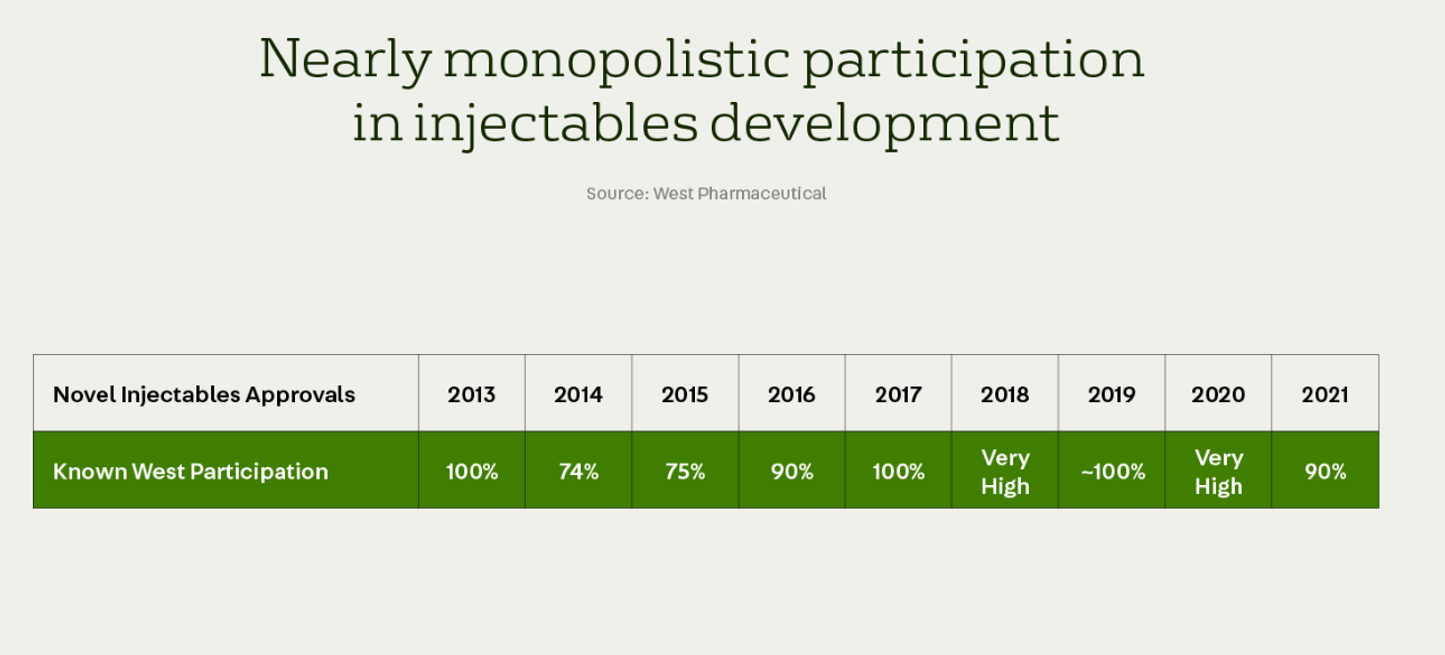 Nearly monopolistic participation
in injectables development
Source: West Pharmaceutical
Novel Injectables Approvals 2013 2014 2015 2016 2017 2018 2019 2020 2021
Known West Participation 100% 74% 75% 90% 100% Very High ~100% Very High 90%